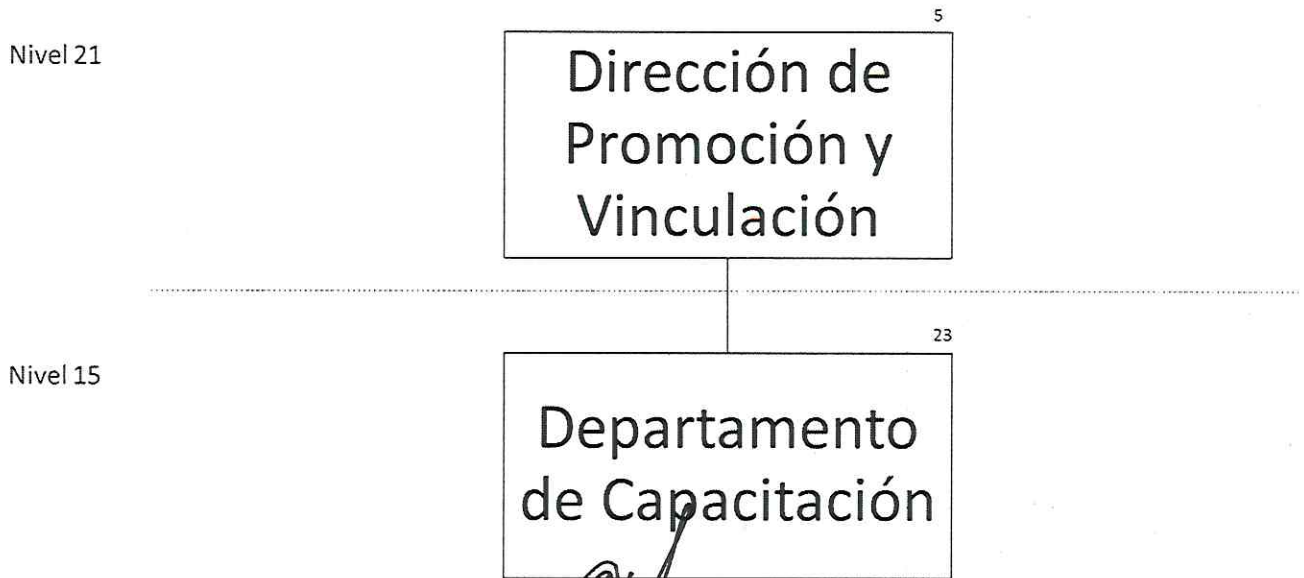 5
Nivel 21
Dirección de
Promoción y
Vinculación
23
Nivel 15
Departamento
de Capacitación